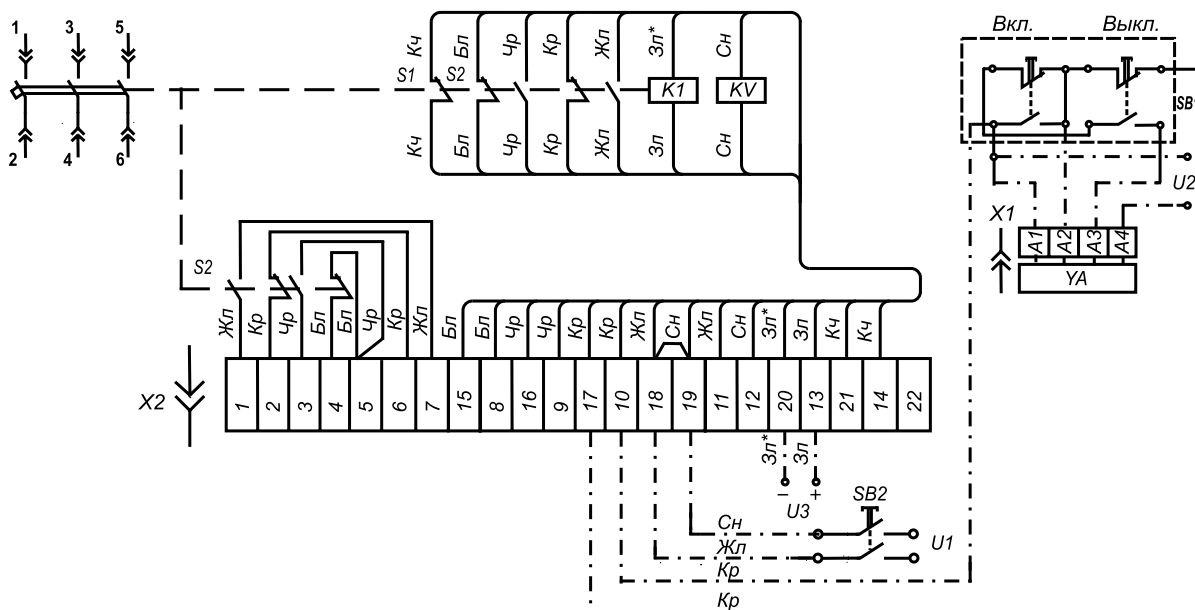 1 3 5
2 4 6
Кч Бл Чр Кр Жл Зл* Сн
S1 S2
K1 KV
Кч Бл Чр Кр Жл Зл Сн
Вкл. Выкл.
U2
X1
A1 A2 A3 A4
YA
S2
Жл Кр Чр Бл Бл Чр Кр Жл Бл Бл Чр Чр Кр Кр Жл Сн Жл Сн Зл* Зл Кч Кч
X2
1 2 3 4 5 6 7 15 8 16 9 17 10 18 19 11 12 20 13 21 14 22
Зл* Зл
– +
U3
SB2
Сн
U1
Жл
Кр
Кр